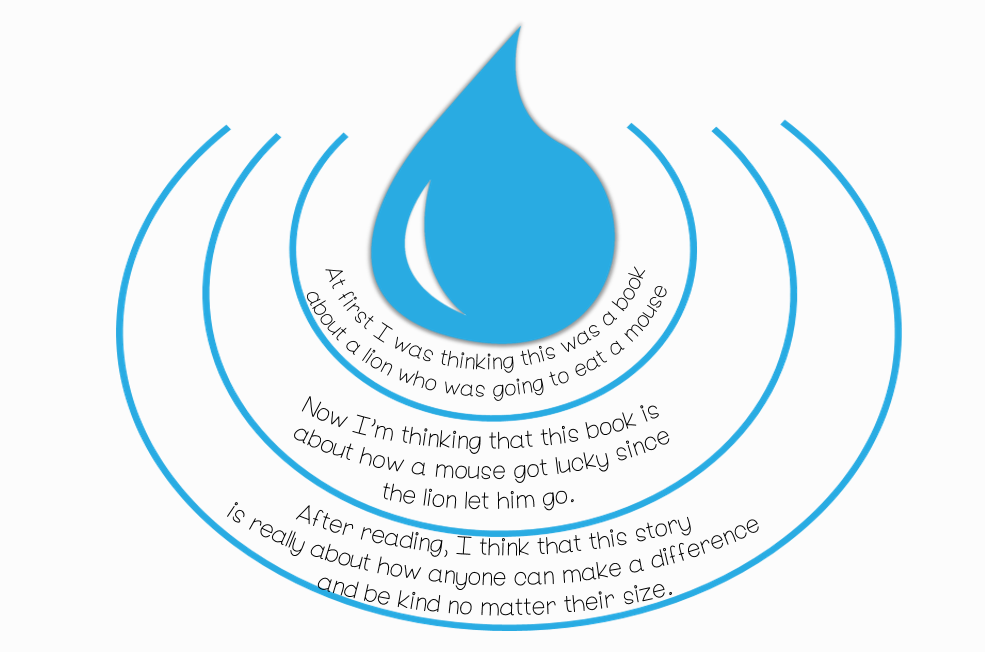 At first I was thinking this was a book
about a lion who was going to eat a mouse
Now I'm thinking that this book is
about how a mouse got lucky since
the lion let him go.
After reading, I think that this story
is really about how anyone can make a difference
and be kind no matter their size.